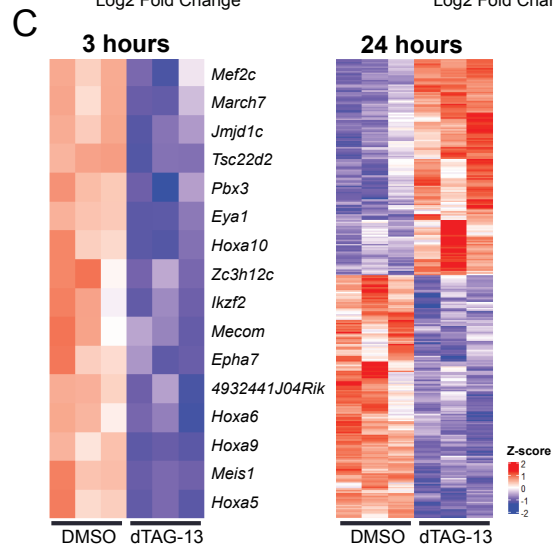 Log2 Fold Change
Log2 Fold Change
C
3 hours
24 hours
Mef2c
March7
Jmjd1c
Tsc22d2
Pbx3
Eya1
Hoxa10
Zc3h12c
Ikzf2
Mecom
Epha7
4932441J04Rik
Hoxa6
Hoxa9
Meis1
Hoxa5
Z-score
2
1
0
-1
-2
DMSO dTAG-13
DMSO dTAG-13